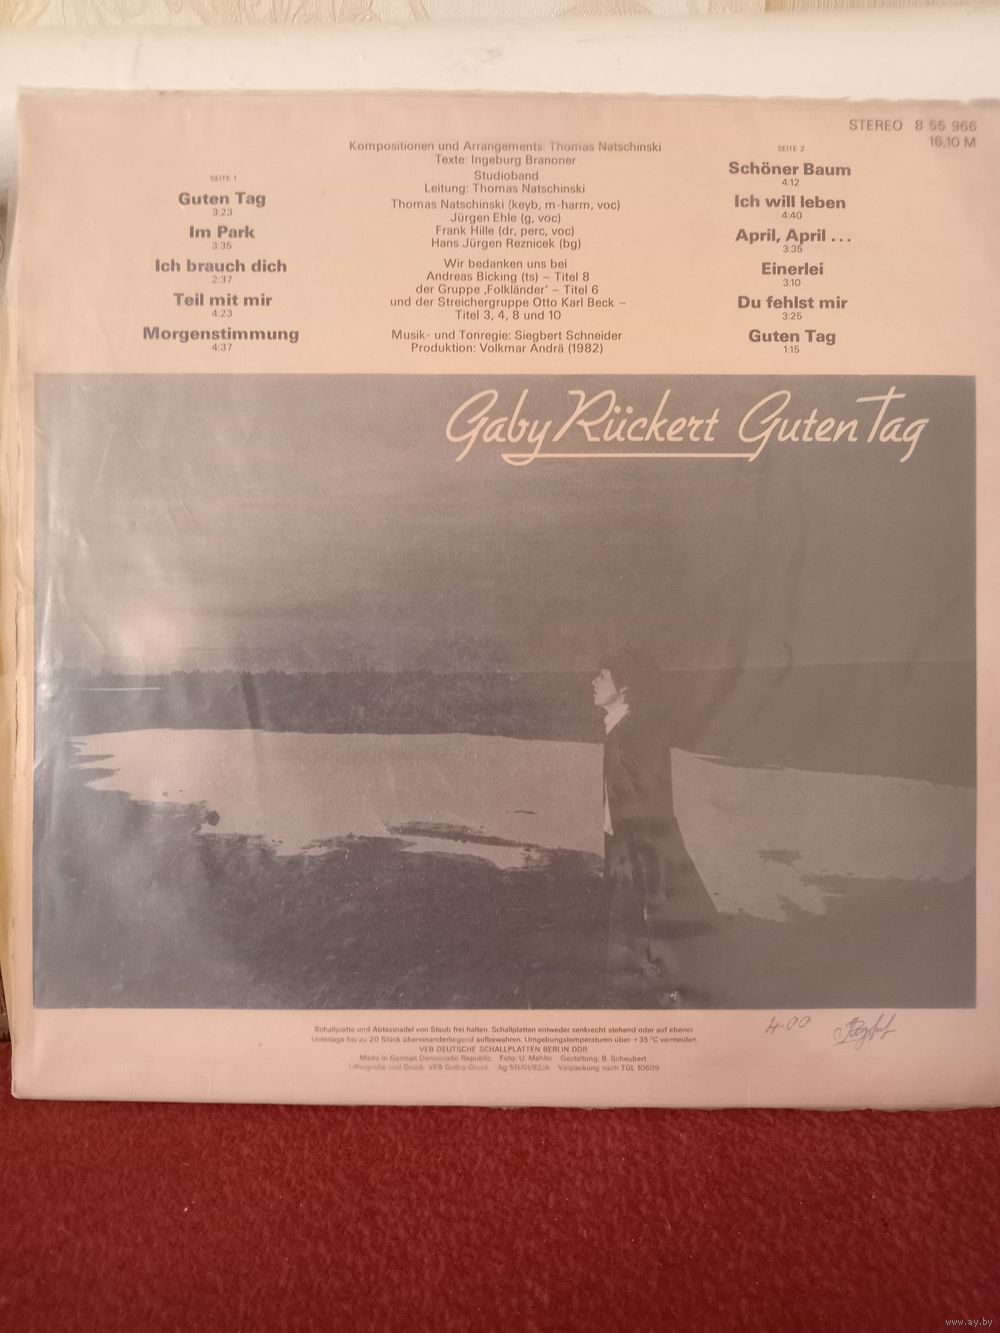 STEREO 8 55 966
16,10 M
SEITE 1
Guten Tag
3:23
Im Park
3:35
Ich brauch dich
2:37
Teil mit mir
4:23
Morgenstimmung
4:37
Kompositionen und Arrangements: Thomas Natschinski
Texte: Ingeburg Branoner
Studioband
Leitung: Thomas Natschinski
Thomas Natschinski (keyb, m-harm, voc)
Jürgen Ehle (g, voc)
Frank Hille (dr, perc, voc)
Hans Jürgen Reznicek (bg)
Wir bedanken uns bei
Andreas Bicking (ts) – Titel 8
der Gruppe ‚Folkländer‘ – Titel 6
und der Streichergruppe Otto Karl Beck –
Titel 3, 4, 8 und 10
Musik- und Tonregie: Siegbert Schneider
Produktion: Volkmar Andrä (1982)
SEITE 2
Schöner Baum
4:12
Ich will leben
4:40
April, April ...
3:35
Einerlei
3:10
Du fehlst mir
3:25
Guten Tag
1:15
Gaby Rückert Guten Tag
Schallplatte und Abtastnadel von Staub frei halten. Schallplatten entweder senkrecht stehend oder auf ebener
Unterlage bis zu 20 Stück übereinanderliegend aufbewahren. Umgebungstemperaturen über +35 °C vermeiden.
VEB DEUTSCHE SCHALLPLATTEN BERLIN DDR
Made in German Democratic Republic Foto: U. Mahler Gestaltung: B. Scheubert
Lithografie und Druck: VEB Gotha-Druck Ag 511/01/82/A Verpackung nach TGL 10609
4-00
www.ay.by